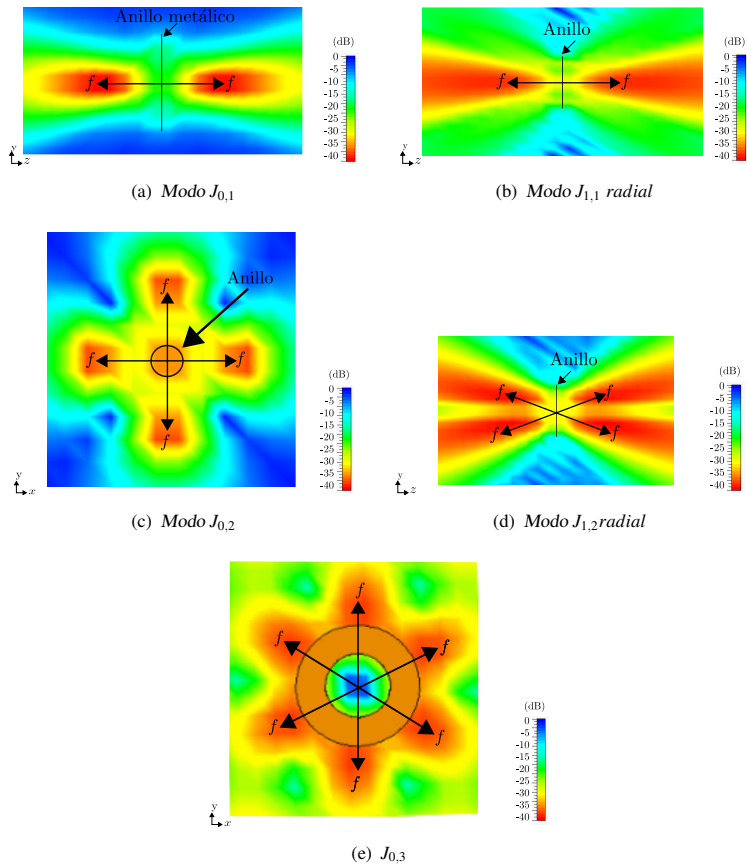 Anillo metálico
(dB)
0
-5
-10
-15
-20
-25
-30
-35
-40
f
f
y
z
(a) Modo J0,1
Anillo
(dB)
0
-5
-10
-15
-20
-25
-30
-35
-40
f
f
y
z
(b) Modo J1,1 radial
Anillo
f
f
f
f
(dB)
0
-5
-10
-15
-20
-25
-30
-35
-40
y
x
(c) Modo J0,2
Anillo
f
f
f
f
(dB)
0
-5
-10
-15
-20
-25
-30
-35
-40
y
z
(d) Modo J1,2radial
f
f
f
f
f
f
(dB)
0
-5
-10
-15
-20
-25
-30
-35
-40
y
x
(e) J0,3